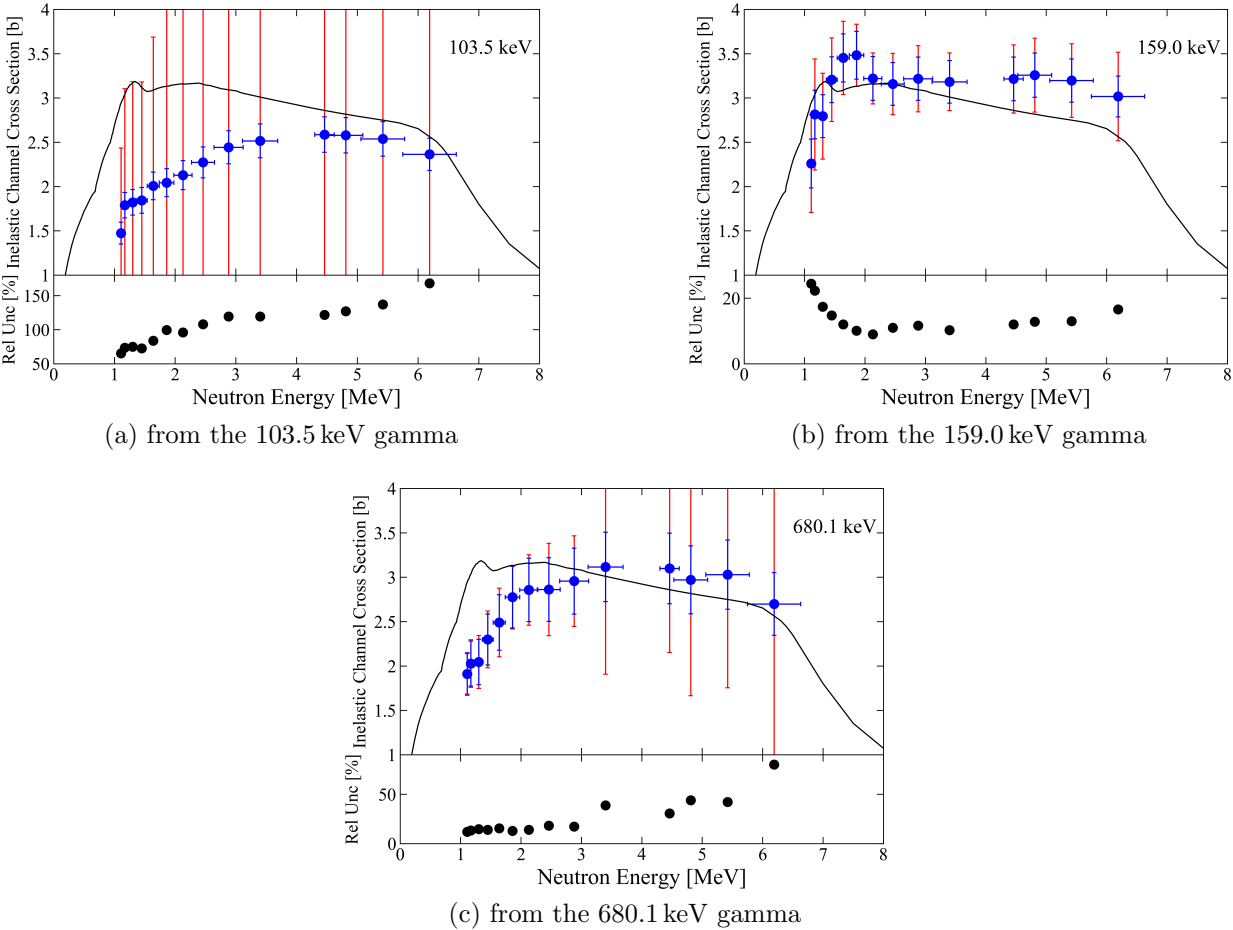 4
3.5
3
2.5
2
1.5
1
Inelastic Channel Cross Section [b]
103.5 keV
150
100
50
Rel Unc [%]
0 1 2 3 4 5 6 7 8
Neutron Energy [MeV]
(a) from the 103.5 keV gamma
4
3.5
3
2.5
2
1.5
1
Inelastic Channel Cross Section [b]
159.0 keV
20
0
Rel Unc [%]
0 1 2 3 4 5 6 7 8
Neutron Energy [MeV]
(b) from the 159.0 keV gamma
4
3.5
3
2.5
2
1.5
1
Inelastic Channel Cross Section [b]
680.1 keV
50
0
Rel Unc [%]
0 1 2 3 4 5 6 7 8
Neutron Energy [MeV]
(c) from the 680.1 keV gamma